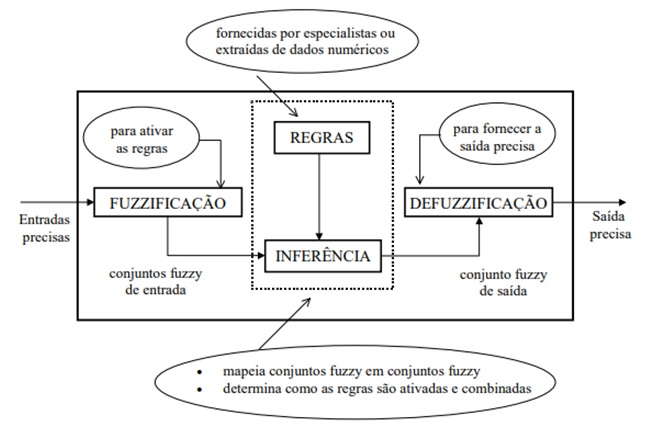 fornecidas por especialistas ou
extraídas de dados numéricos
para ativar
as regras
REGRAS
para fornecer a
saída precisa
Entradas
precisas
FUZZIFICAÇÃO
DEFUZZIFICAÇÃO
Saída
precisa
INFERÊNCIA
conjuntos fuzzy
de entrada
conjunto fuzzy
de saída
• mapeia conjuntos fuzzy em conjuntos fuzzy
• determina como as regras são ativadas e combinadas